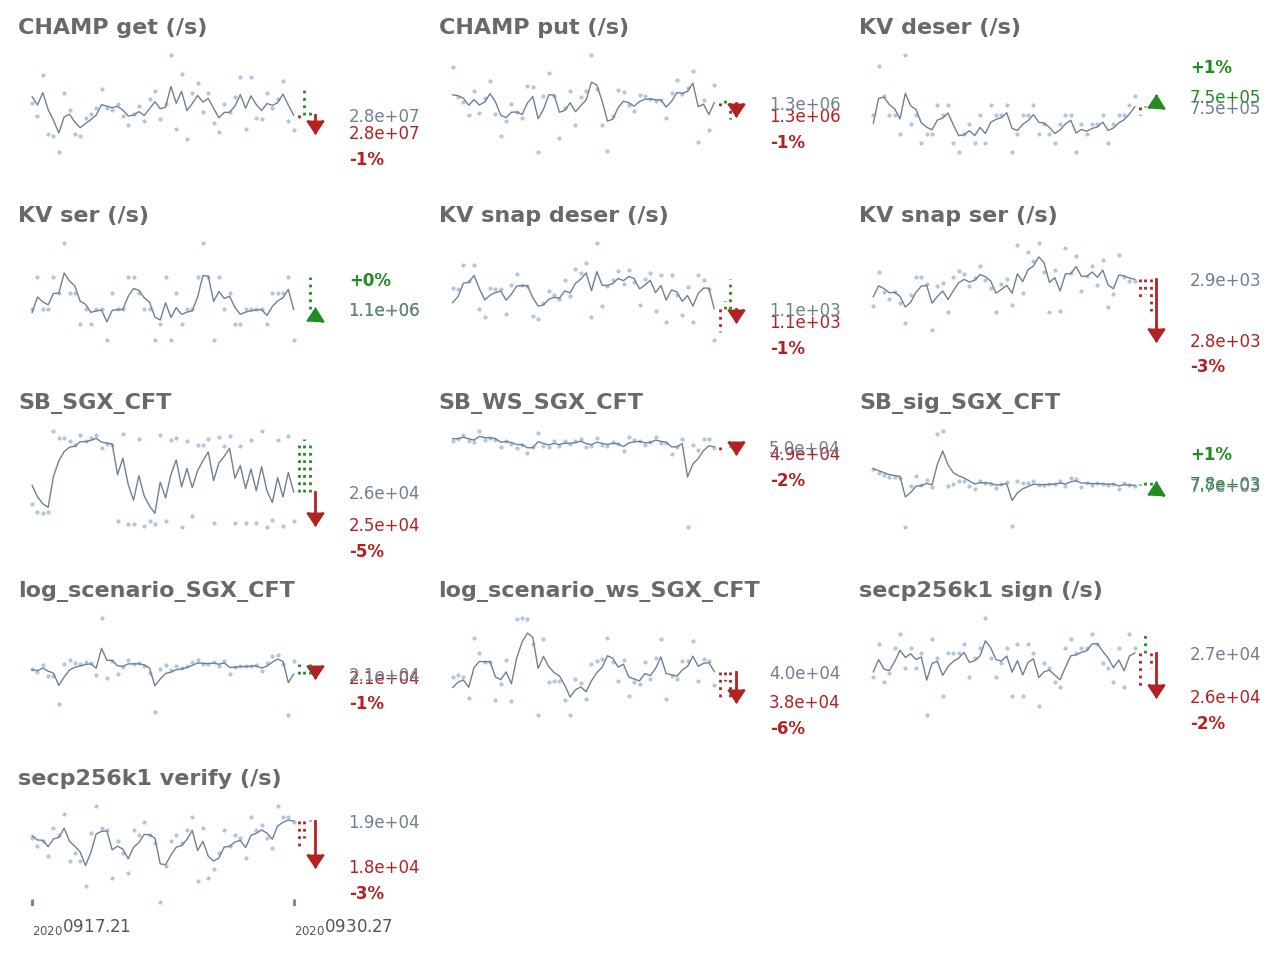 CHAMP get (/s)
2.8e+07
2.8e+07
-1%
CHAMP put (/s)
1.3e+06
1.3e+06
-1%
KV deser (/s)
+1%
7.5e+05
7.5e+05
KV ser (/s)
+0%
1.1e+06
KV snap deser (/s)
1.1e+03
1.1e+03
-1%
KV snap ser (/s)
2.9e+03
2.8e+03
-3%
SB_SGX_CFT
2.6e+04
2.5e+04
-5%
SB_WS_SGX_CFT
5.0e+04
4.9e+04
-2%
SB_sig_SGX_CFT
+1%
7.8e+03
7.7e+03
log_scenario_SGX_CFT
2.1e+04
2.1e+04
-1%
log_scenario_ws_SGX_CFT
4.0e+04
3.8e+04
-6%
secp256k1 sign (/s)
2.7e+04
2.6e+04
-2%
secp256k1 verify (/s)
1.9e+04
1.8e+04
-3%
20200917.21
20200930.27